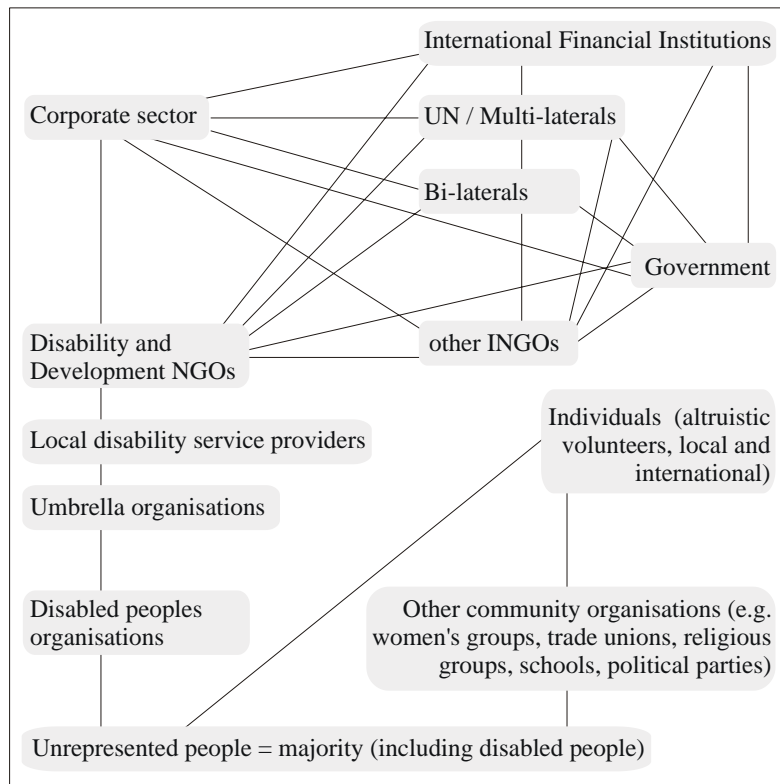 International Financial Institutions
Corporate sector
UN / Multi-laterals
Bi-laterals
Government
Disability and
Development NGOs
other INGOs
Local disability service providers
Individuals (altruistic
volunteers, local and
international)
Umbrella organisations
Disabled peoples
organisations
Other community organisations (e.g.
women's groups, trade unions, religious
groups, schools, political parties)
Unrepresented people = majority (including disabled people)